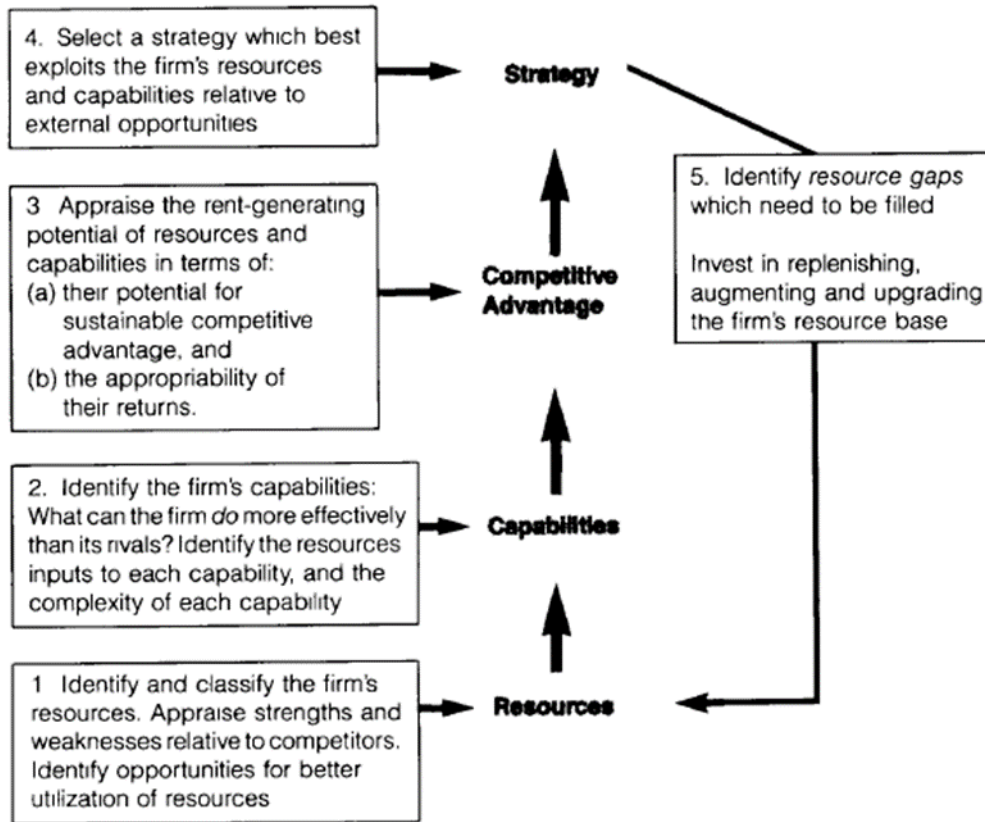 4. Select a strategy which best
exploits the firm's resources
and capabilities relative to
external opportunities
Strategy
5. Identify resource gaps
which need to be filled
Invest in replenishing,
augmenting and upgrading
the firm's resource base
3 Appraise the rent-generating
potential of resources and
capabilities in terms of:
(a) their potential for
sustainable competitive
advantage, and
(b) the appropriability of
their returns.
Competitive
Advantage
2. Identify the firm's capabilities:
What can the firm do more effectively
than its rivals? Identify the resources
inputs to each capability, and the
complexity of each capability
Capabilities
1 Identify and classify the firm's
resources. Appraise strengths and
weaknesses relative to competitors.
Identify opportunities for better
utilization of resources
Resources